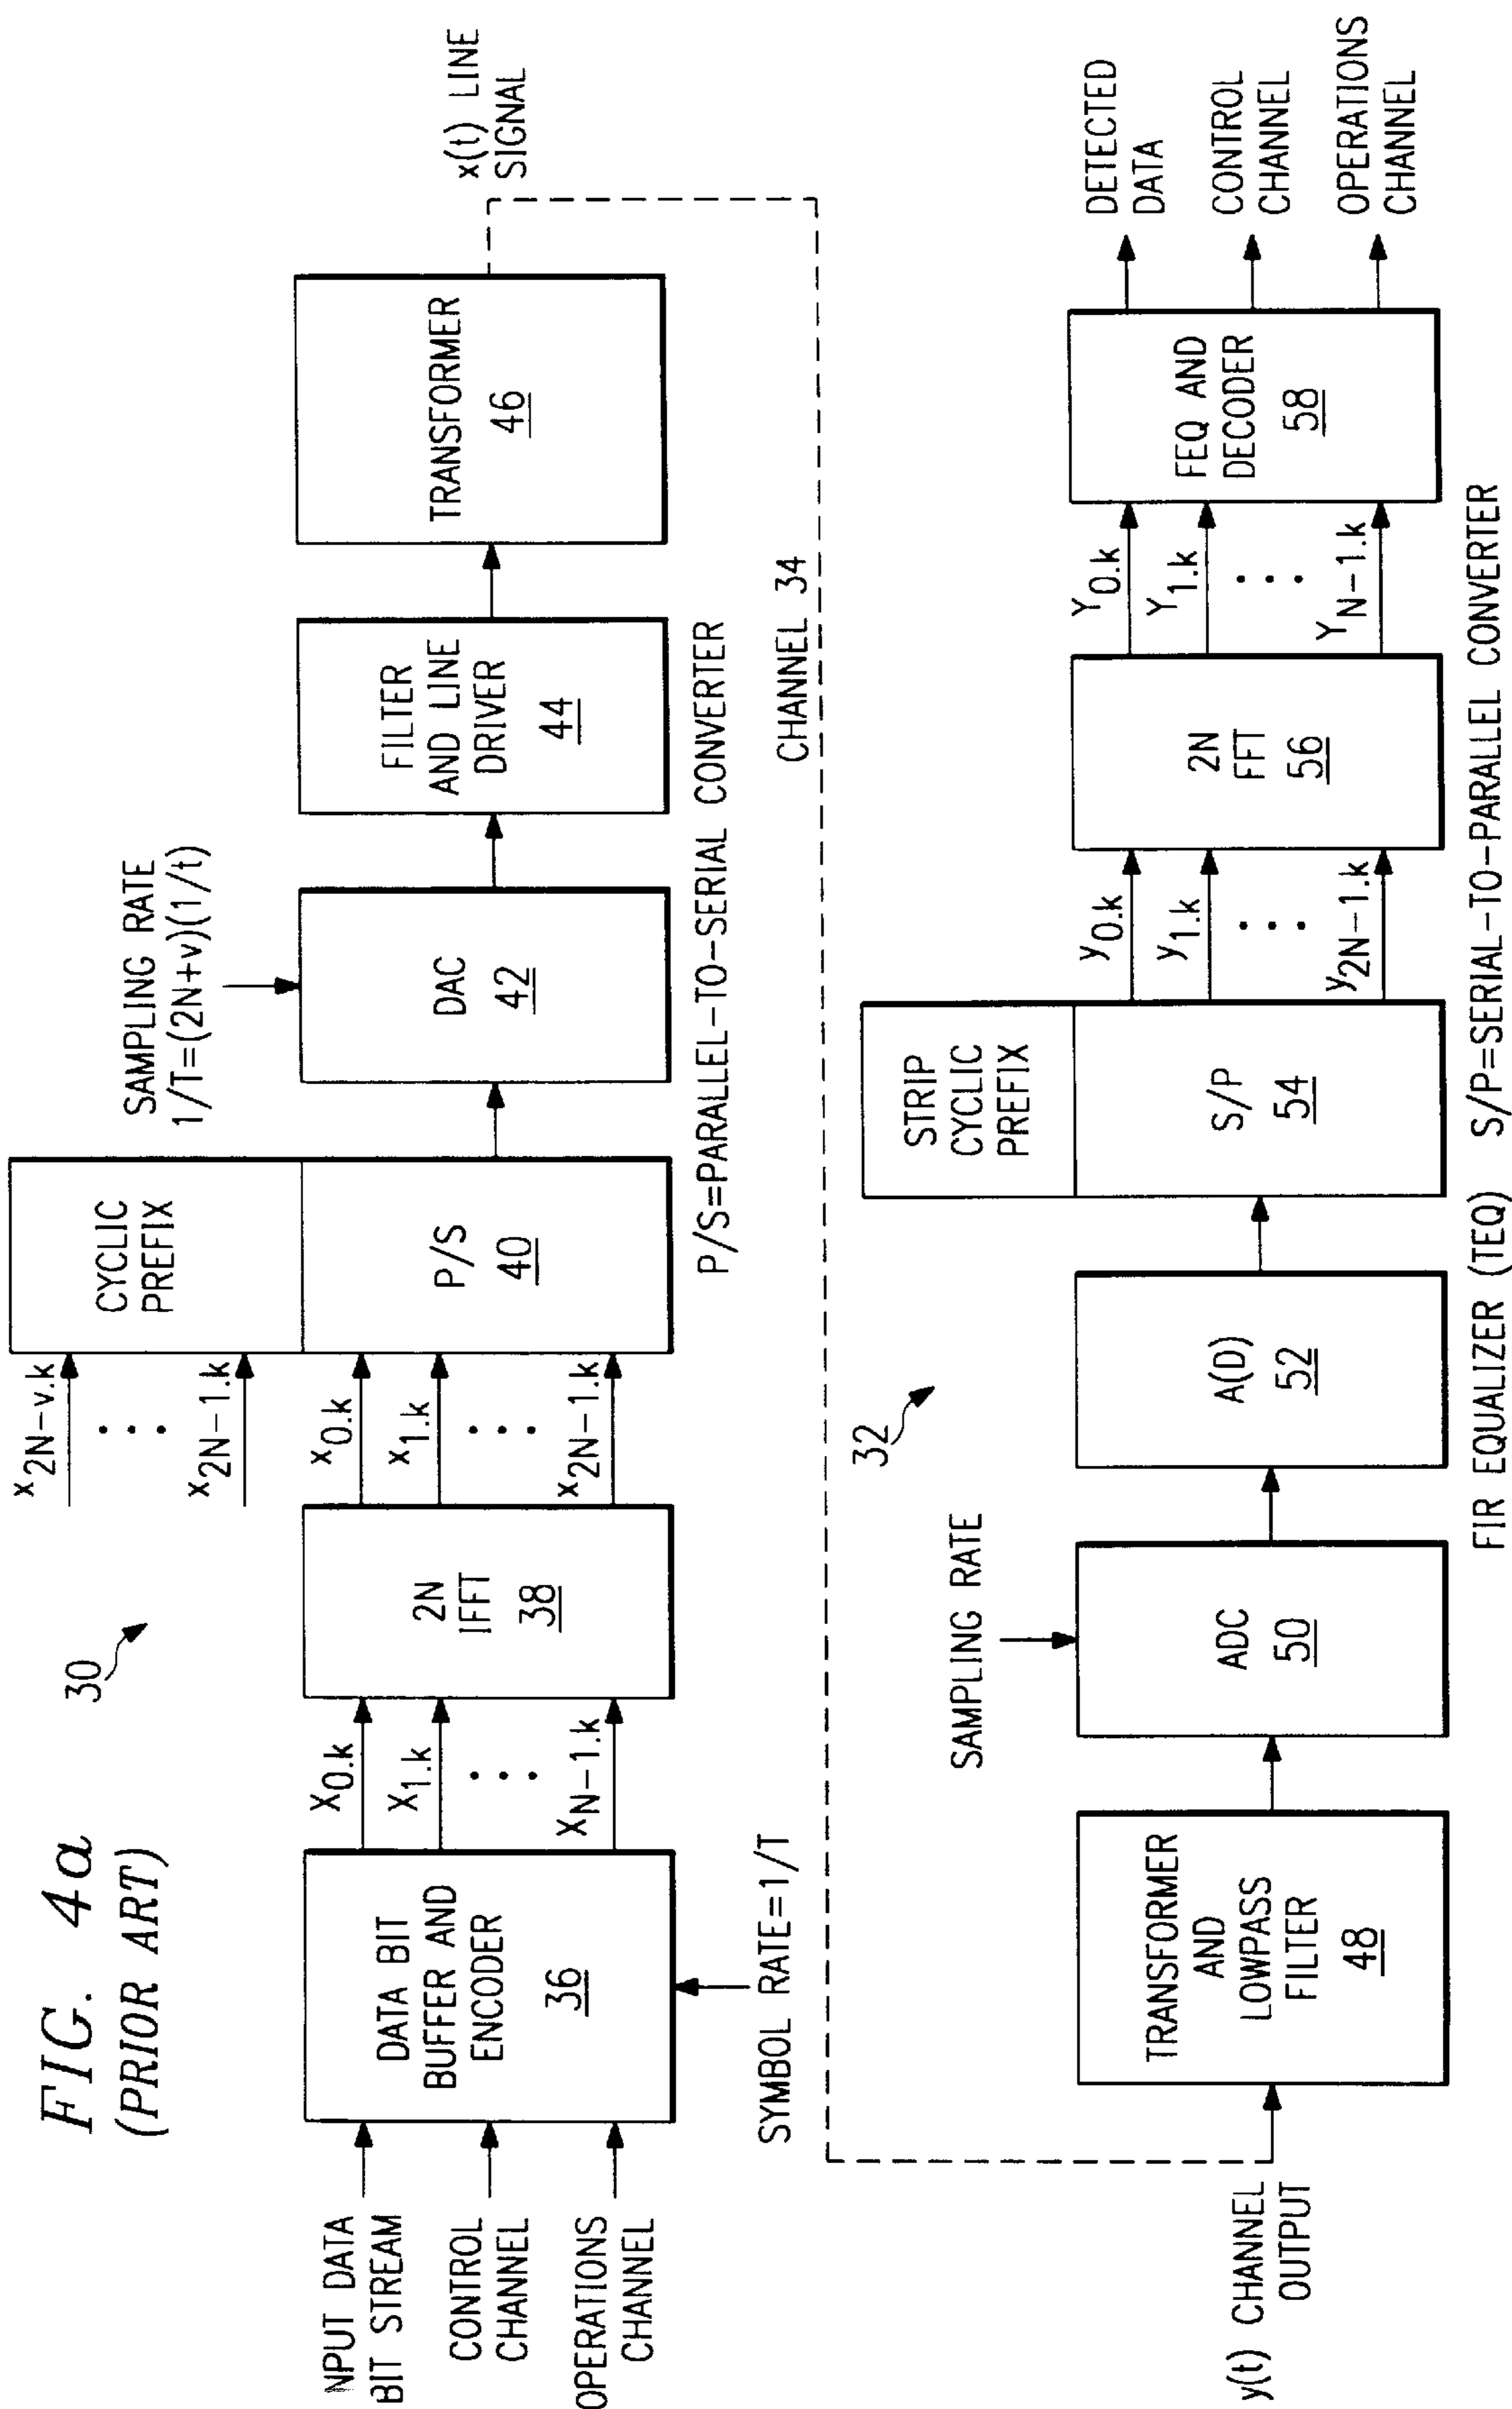 FIG. 4a
(PRIOR ART)
30
INPUT DATA
BIT STREAM
CONTROL
CHANNEL
OPERATIONS
CHANNEL
DATA BIT
BUFFER AND
ENCODER
36
SYMBOL RATE=1/T
X0.k
X1.k
XN-1.k
2N
IFFT
38
x2N-v.k
x2N-1.k
x0.k
x1.k
x2N-1.k
CYCLIC
PREFIX
P/S
40
SAMPLING RATE
1/T=(2N+v)(1/t)
DAC
42
FILTER
AND LINE
DRIVER
44
TRANSFORMER
46
x(t) LINE
SIGNAL
P/S=PARALLEL-TO-SERIAL CONVERTER
CHANNEL 34
32
y(t) CHANNEL
OUTPUT
TRANSFORMER
AND
LOWPASS
FILTER
48
SAMPLING RATE
ADC
50
A(D)
52
STRIP
CYCLIC
PREFIX
S/P
54
y0.k
y1.k
y2N-1.k
2N
FFT
56
Y0.k
Y1.k
YN-1.k
FEQ AND
DECODER
58
DETECTED
DATA
CONTROL
CHANNEL
OPERATIONS
CHANNEL
FIR EQUALIZER (TEQ)
S/P=SERIAL-TO-PARALLEL CONVERTER